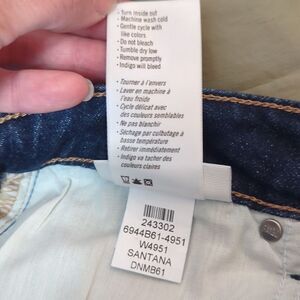 - Turn inside out
- Machine wash cold
- Gentle cycle with
like colors
- Do not bleach
- Tumble dry low
- Remove promptly
- Indigo will bleed
- Tourner à l'envers
- Laver en machine à
l'eau froide
- Cycle délicat avec
des couleurs semblables
- Ne pas blanchir
- Séchage par culbutage à
basse température
- Retirer immédiatement
- Indigo va tacher des
couleurs claires
243302
6944B61-4951
W4951
SANTANA
DNMB61